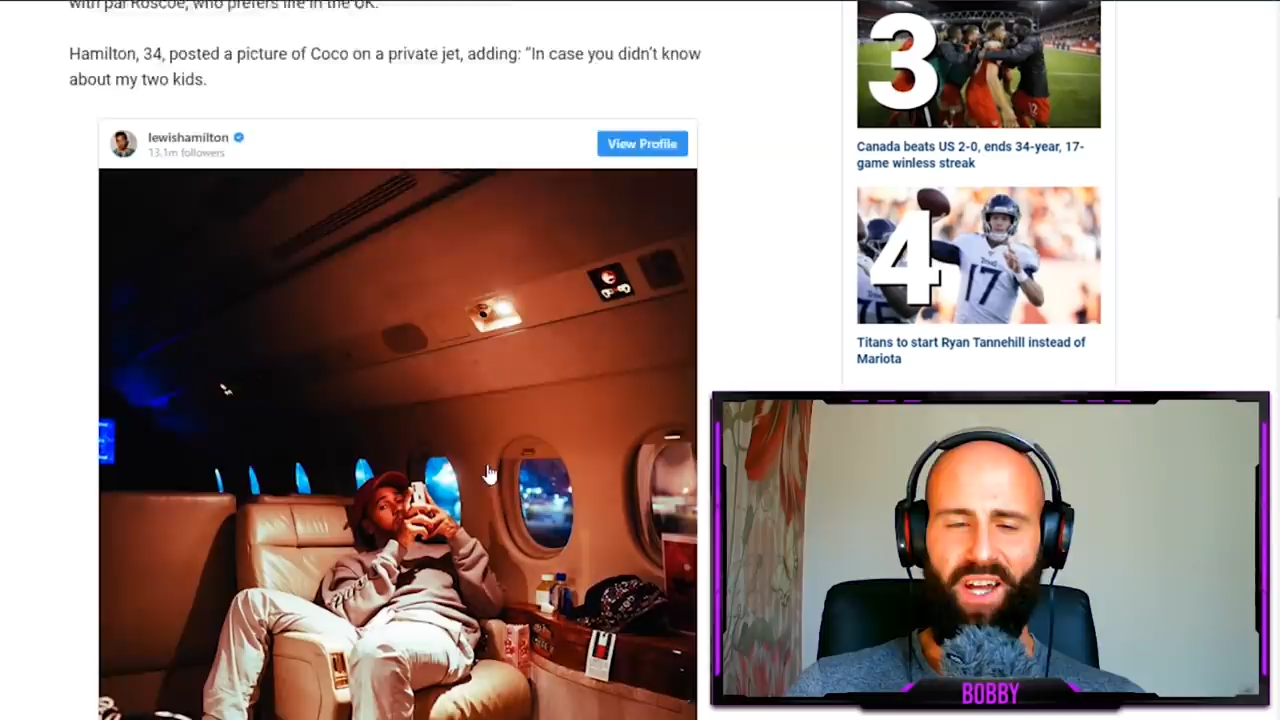 with pal Roscoe, who prefers life in the UK.
Hamilton, 34, posted a picture of Coco on a private jet, adding: “In case you didn’t know
about my two kids.
lewishamilton
13.1m followers
View Profile
3
Canada beats US 2-0, ends 34-year, 17-
game winless streak
4
17
Titans to start Ryan Tannehill instead of
Mariota
BOBBY